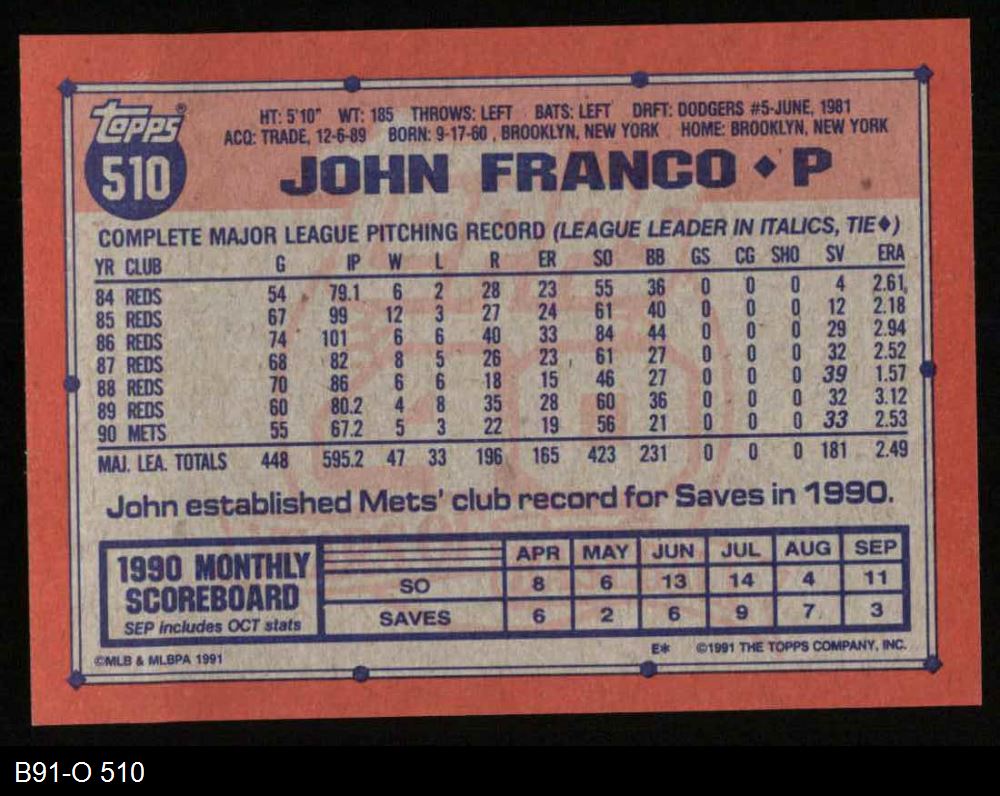 topps®
510
HT: 5'10" WT: 185 THROWS: LEFT BATS: LEFT DRFT: DODGERS #5-JUNE, 1981
ACQ: TRADE, 12-6-89 BORN: 9-17-60, BROOKLYN, NEW YORK HOME: BROOKLYN, NEW YORK
JOHN FRANCO ♦ P
COMPLETE MAJOR LEAGUE PITCHING RECORD (LEAGUE LEADER IN ITALICS, TIE♦)
YR CLUB G IP W L R ER SO BB GS CG SHO SV ERA
84 REDS 54 79.1 6 2 28 23 55 36 0 0 0 4 2.61
85 REDS 67 99 12 3 27 24 61 40 0 0 0 12 2.18
86 REDS 74 101 6 6 40 33 84 44 0 0 0 29 2.94
87 REDS 68 82 8 5 26 23 61 27 0 0 0 32 2.52
88 REDS 70 86 6 6 18 15 46 27 0 0 0 39 1.57
89 REDS 60 80.2 4 8 35 28 60 36 0 0 0 32 3.12
90 METS 55 67.2 5 3 22 19 56 21 0 0 0 33 2.53
MAJ. LEA. TOTALS 448 595.2 47 33 196 165 423 231 0 0 0 181 2.49
John established Mets' club record for Saves in 1990.
1990 MONTHLY
SCOREBOARD
SEP includes OCT stats
APR MAY JUN JUL AUG SEP
SO 8 6 13 14 4 11
SAVES 6 2 6 9 7 3
©MLB & MLBPA 1991
E* ©1991 THE TOPPS COMPANY, INC.
B91-O 510